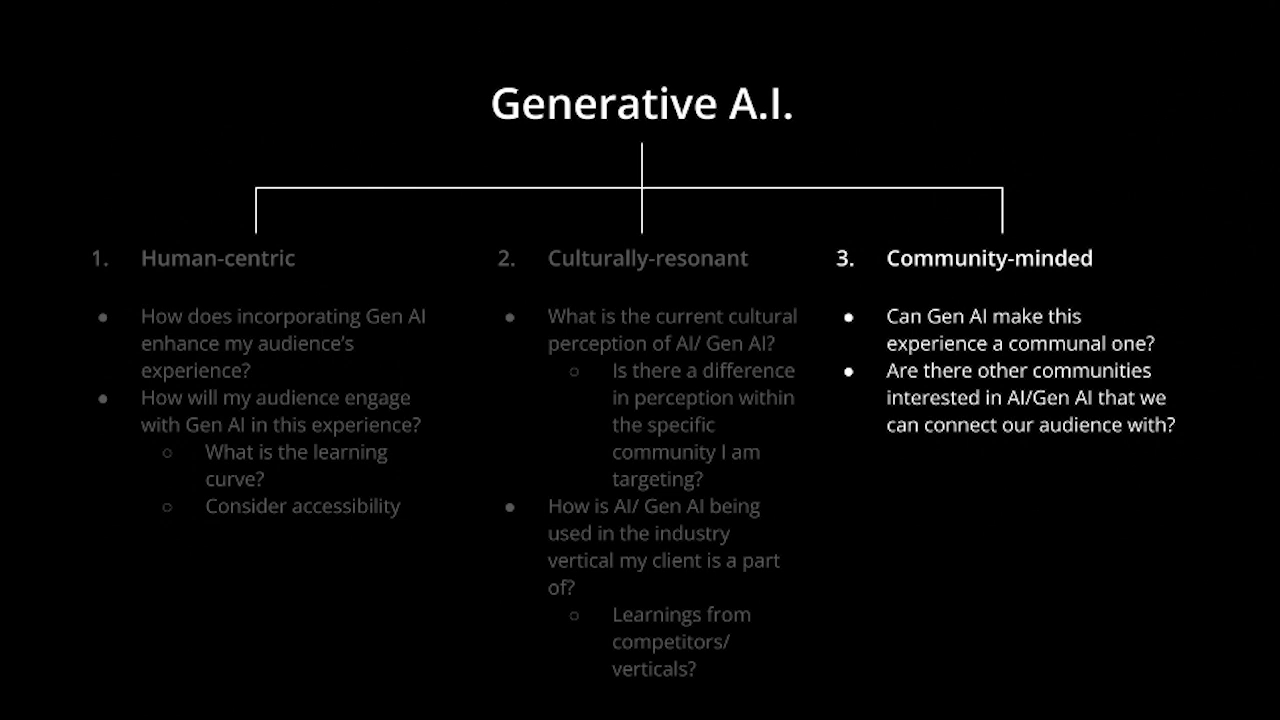 Generative A.I.
1. Human-centric
● How does incorporating Gen AI
enhance my audience's
experience?
● How will my audience engage
with Gen AI in this experience?
○ What is the learning
curve?
○ Consider accessibility
2. Culturally-resonant
● What is the current cultural
perception of AI/ Gen AI?
○ Is there a difference
in perception within
the specific
community I am
targeting?
● How is AI/ Gen AI being
used in the industry
vertical my client is a part
of?
○ Learnings from
competitors/
verticals?
3. Community-minded
● Can Gen AI make this
experience a communal one?
● Are there other communities
interested in AI/Gen AI that we
can connect our audience with?